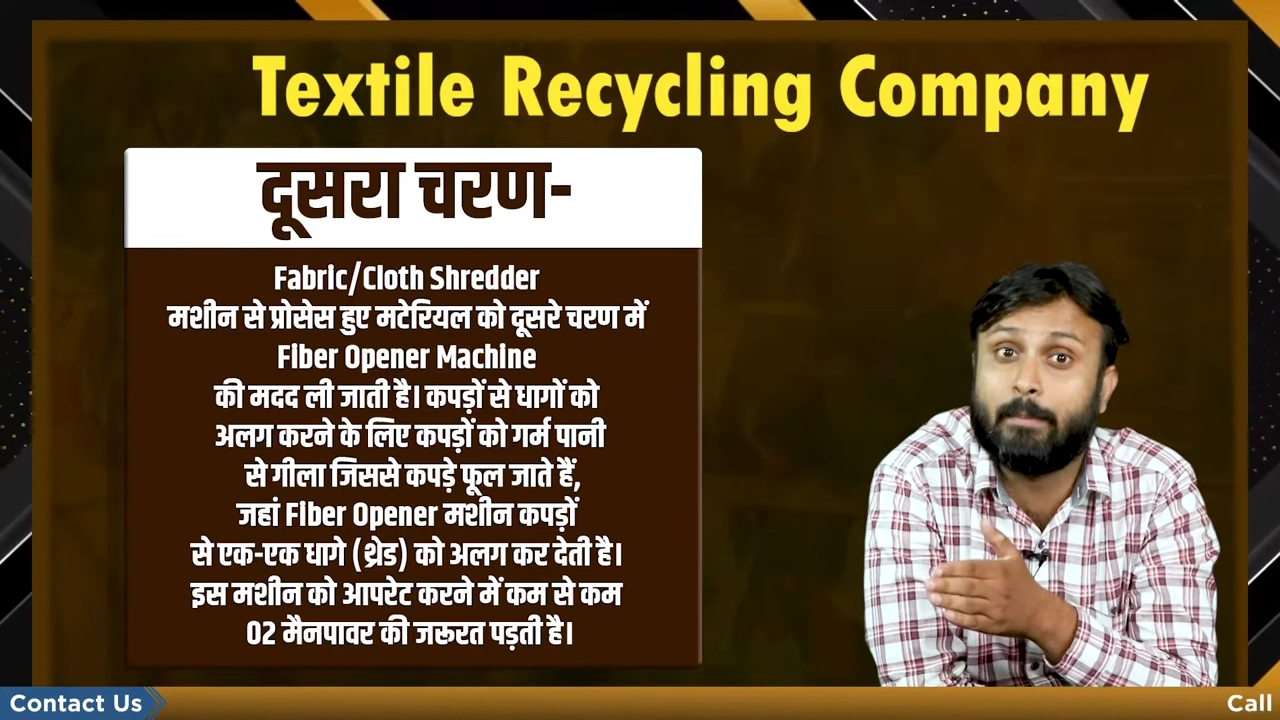 Textile Recycling Company
दूसरा चरण-
Fabric/Cloth Shredder
मशीन से प्रोसेस हुए मटेरियल को दूसरे चरण में
Fiber Opener Machine
की मदद ली जाती है। कपड़ों से धागों को
अलग करने के लिए कपड़ों को गर्म पानी
से गीला जिससे कपड़े फूल जाते हैं,
जहां Fiber Opener मशीन कपड़ों
से एक-एक धागे (थ्रेड) को अलग कर देती है।
इस मशीन को आपरेट करने में कम से कम
02 मैनपावर की जरूरत पड़ती है।
Contact Us
Call